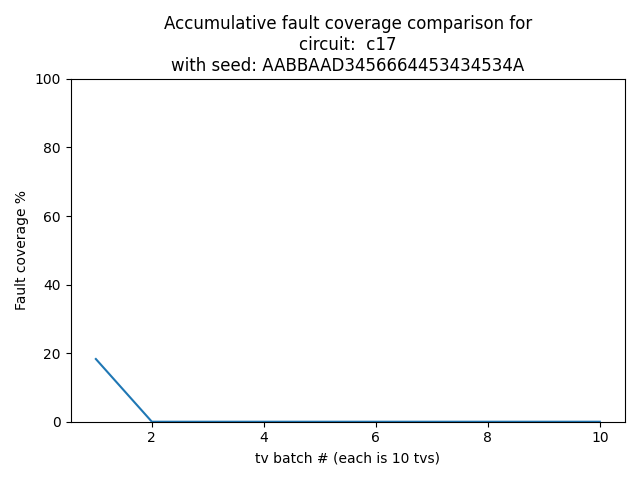 Accumulative fault coverage comparison for
circuit:  c17
with seed: AABBAAD3456664453434534A
100
80
60
40
20
0
Fault coverage %
2
4
6
8
10
tv batch # (each is 10 tvs)